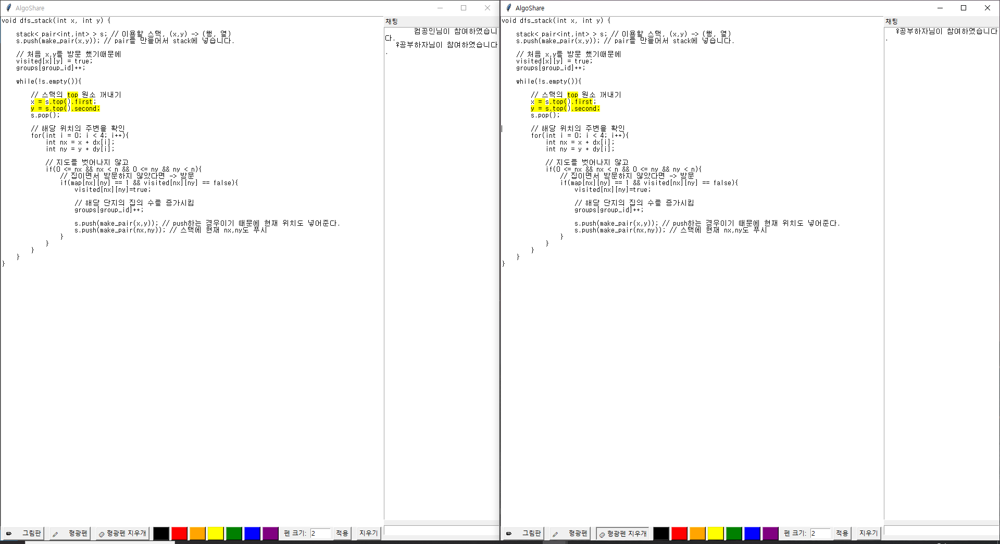 AlgoShare
void dfs_stack(int x, int y) {
stack< pair<int,int> > s; // 이용할 스택, (x,y) -> (행, 열)
s.push(make_pair(x,y)); // pair를 만들어서 stack에 넣습니다.
// 처음 x,y를 방문 했기때문에
visited[x][y] = true;
groups[group_id]++;
while(!s.empty()){
// 스택의 top 원소 꺼내기
x = s.top().first;
y = s.top().second;
s.pop();
// 해당 위치의 주변을 확인
for(int i = 0; i < 4; i++){
int nx = x + dx[i];
int ny = y + dy[i];
// 지도를 벗어나지 않고
if(0 <= nx && nx < n && 0 <= ny && ny < n){
// 집이면서 방문하지 않았다면 -> 방문
if(map[nx][ny] == 1 && visited[nx][ny] == false){
visited[nx][ny]=true;
// 해당 단지의 집의 수를 증가시킴
groups[group_id]++;
s.push(make_pair(x,y)); // push하는 경우이기 때문에 현재 위치도 넣어준다.
s.push(make_pair(nx,ny)); // 스택에 현재 nx,ny도 푸시
}
}
}
}
}
채팅
컴공인님이 참여하였습니
다.
♀공부하자님이 참여하였습니다
.
그림판 형광펜 형광펜 지우개 펜 크기: 2 적용 지우기
AlgoShare
void dfs_stack(int x, int y) {
stack< pair<int,int> > s; // 이용할 스택, (x,y) -> (행, 열)
s.push(make_pair(x,y)); // pair를 만들어서 stack에 넣습니다.
// 처음 x,y를 방문 했기때문에
visited[x][y] = true;
groups[group_id]++;
while(!s.empty()){
// 스택의 top 원소 꺼내기
x = s.top().first;
y = s.top().second;
s.pop();
// 해당 위치의 주변을 확인
for(int i = 0; i < 4; i++){
int nx = x + dx[i];
int ny = y + dy[i];
// 지도를 벗어나지 않고
if(0 <= nx && nx < n && 0 <= ny && ny < n){
// 집이면서 방문하지 않았다면 -> 방문
if(map[nx][ny] == 1 && visited[nx][ny] == false){
visited[nx][ny]=true;
// 해당 단지의 집의 수를 증가시킴
groups[group_id]++;
s.push(make_pair(x,y)); // push하는 경우이기 때문에 현재 위치도 넣어준다.
s.push(make_pair(nx,ny)); // 스택에 현재 nx,ny도 푸시
}
}
}
}
}
채팅
♀공부하자님이 참여하였습니다
.
그림판 형광펜 형광펜 지우개 펜 크기: 2 적용 지우기